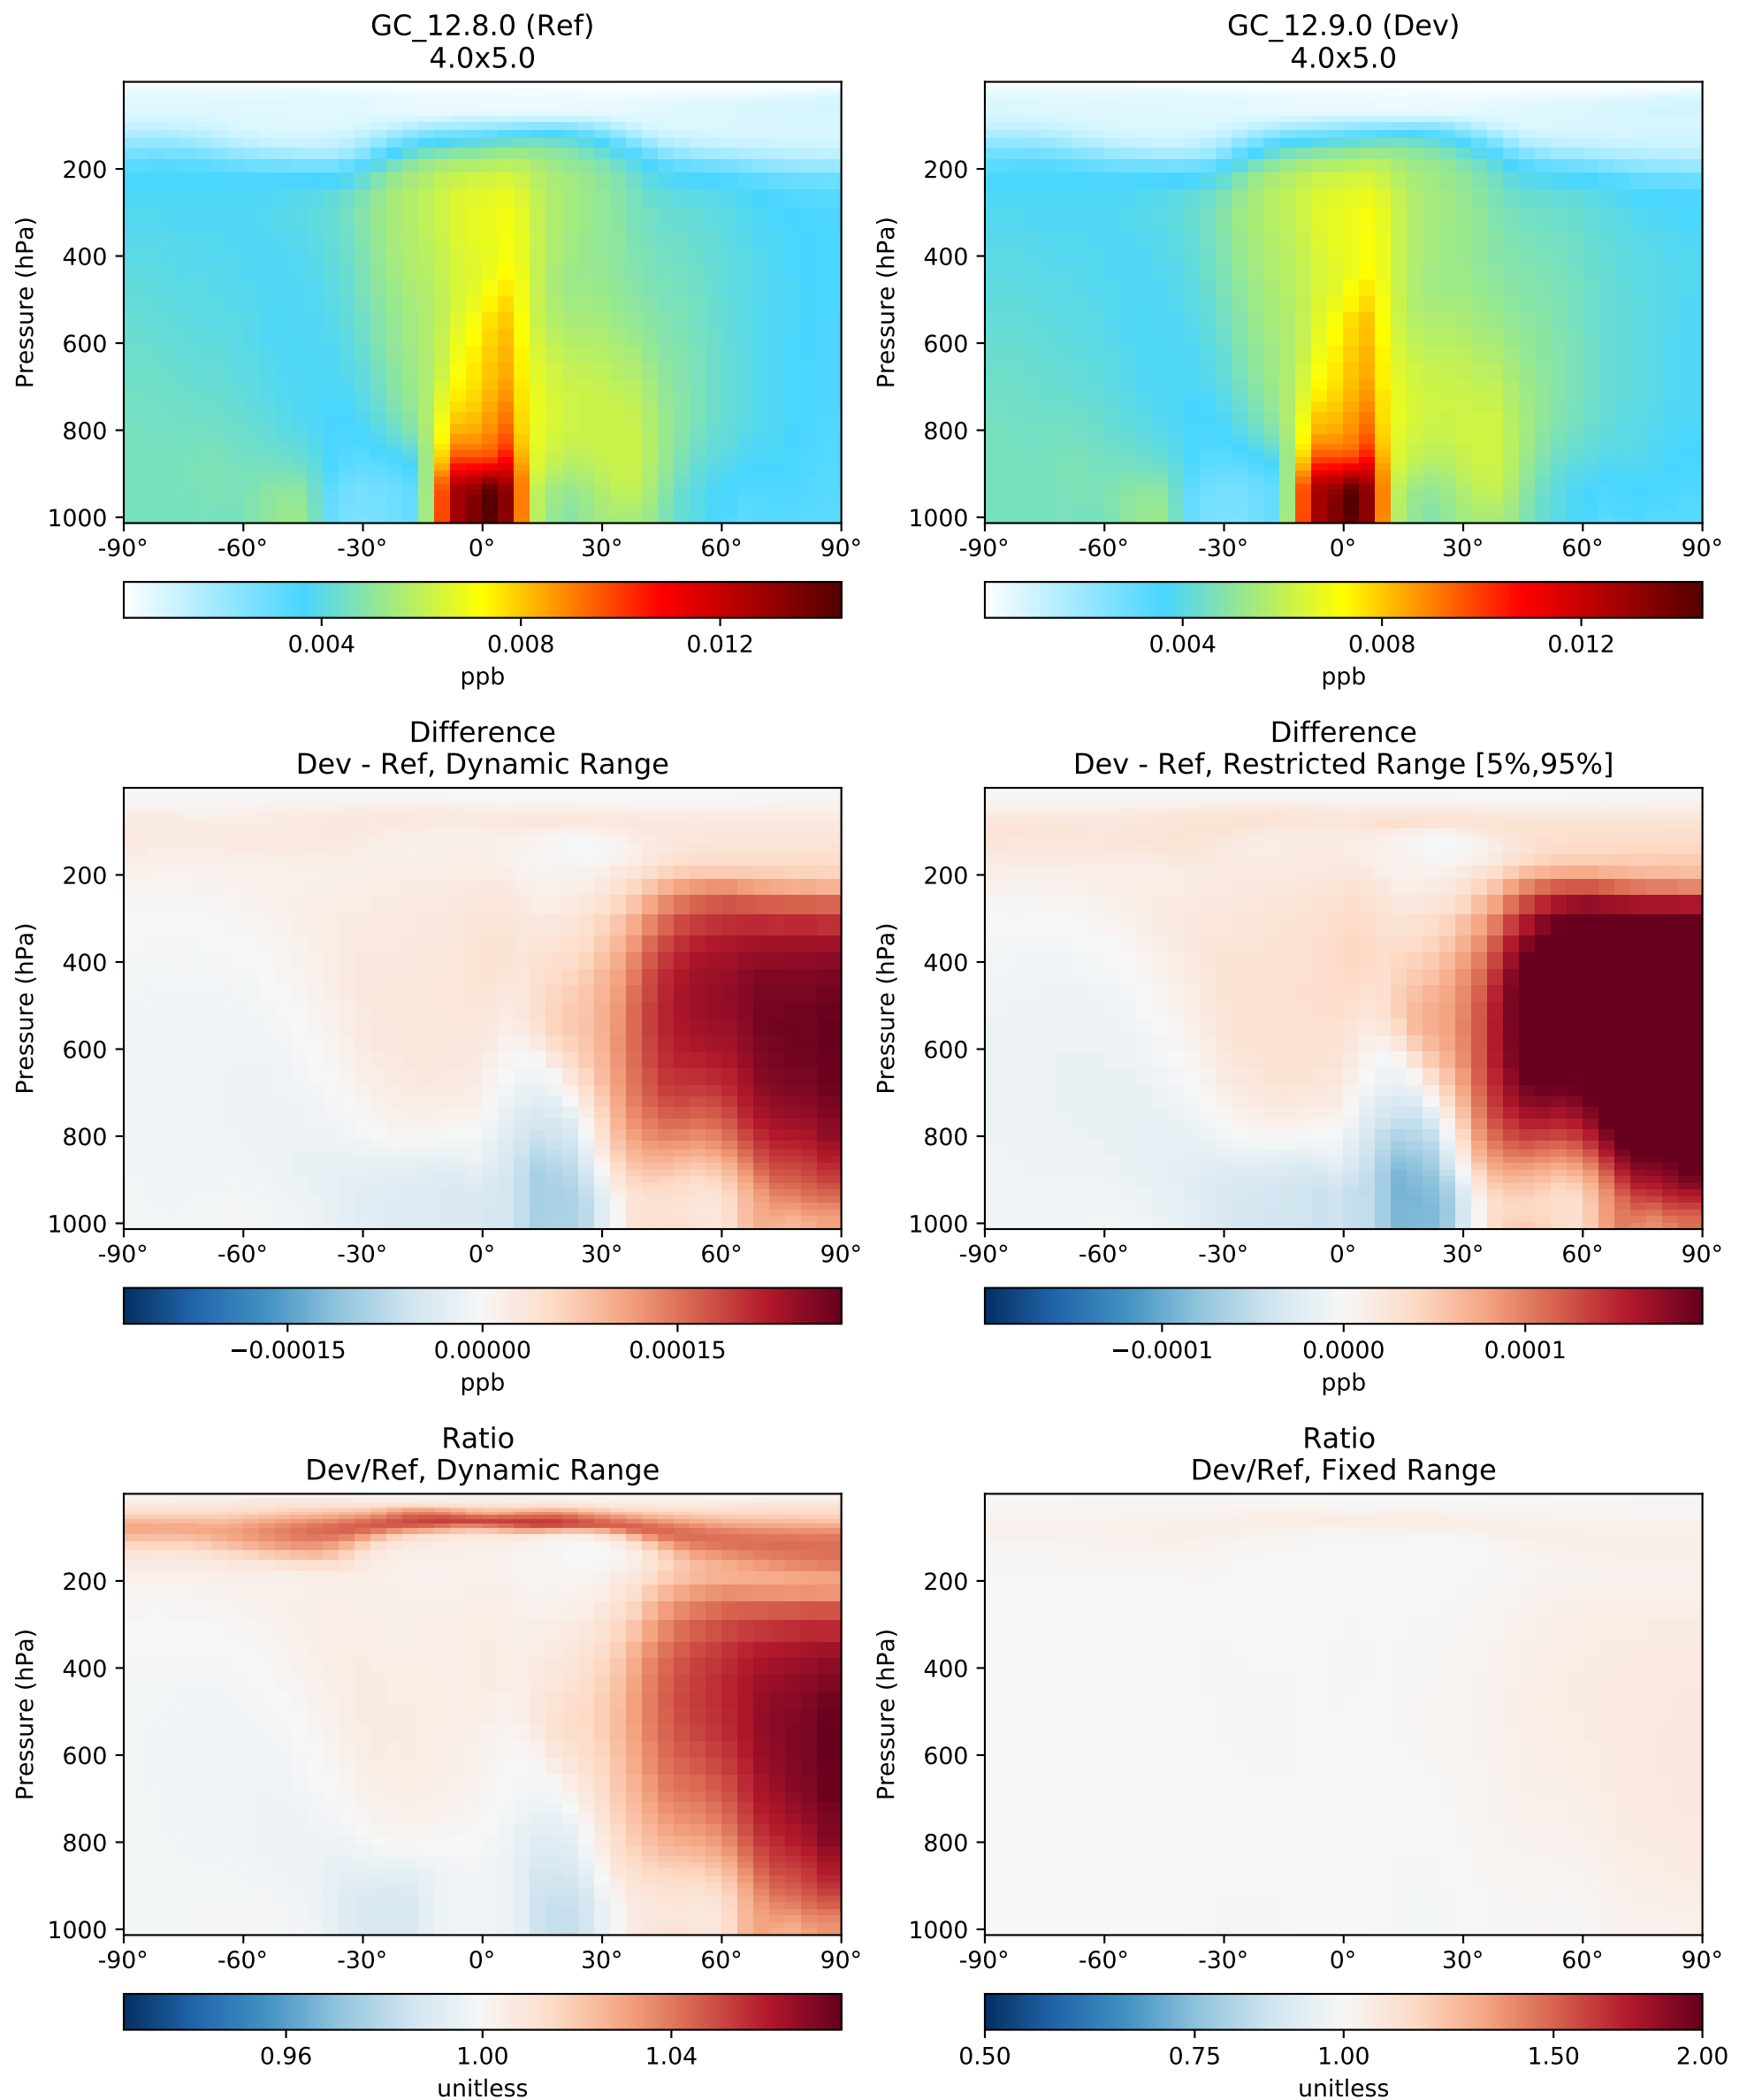 GC_12.8.0 (Ref)
4.0x5.0
Pressure (hPa)
200
400
600
800
1000
-90° -60° -30° 0° 30° 60° 90°
0.004 0.008 0.012
ppb
GC_12.9.0 (Dev)
4.0x5.0
Pressure (hPa)
200
400
600
800
1000
-90° -60° -30° 0° 30° 60° 90°
0.004 0.008 0.012
ppb
Difference
Dev - Ref, Dynamic Range
Pressure (hPa)
200
400
600
800
1000
-90° -60° -30° 0° 30° 60° 90°
−0.00015 0.00000 0.00015
ppb
Difference
Dev - Ref, Restricted Range [5%,95%]
Pressure (hPa)
200
400
600
800
1000
-90° -60° -30° 0° 30° 60° 90°
−0.0001 0.0000 0.0001
ppb
Ratio
Dev/Ref, Dynamic Range
Pressure (hPa)
200
400
600
800
1000
-90° -60° -30° 0° 30° 60° 90°
0.96 1.00 1.04
unitless
Ratio
Dev/Ref, Fixed Range
Pressure (hPa)
200
400
600
800
1000
-90° -60° -30° 0° 30° 60° 90°
0.50 0.75 1.00 1.50 2.00
unitless